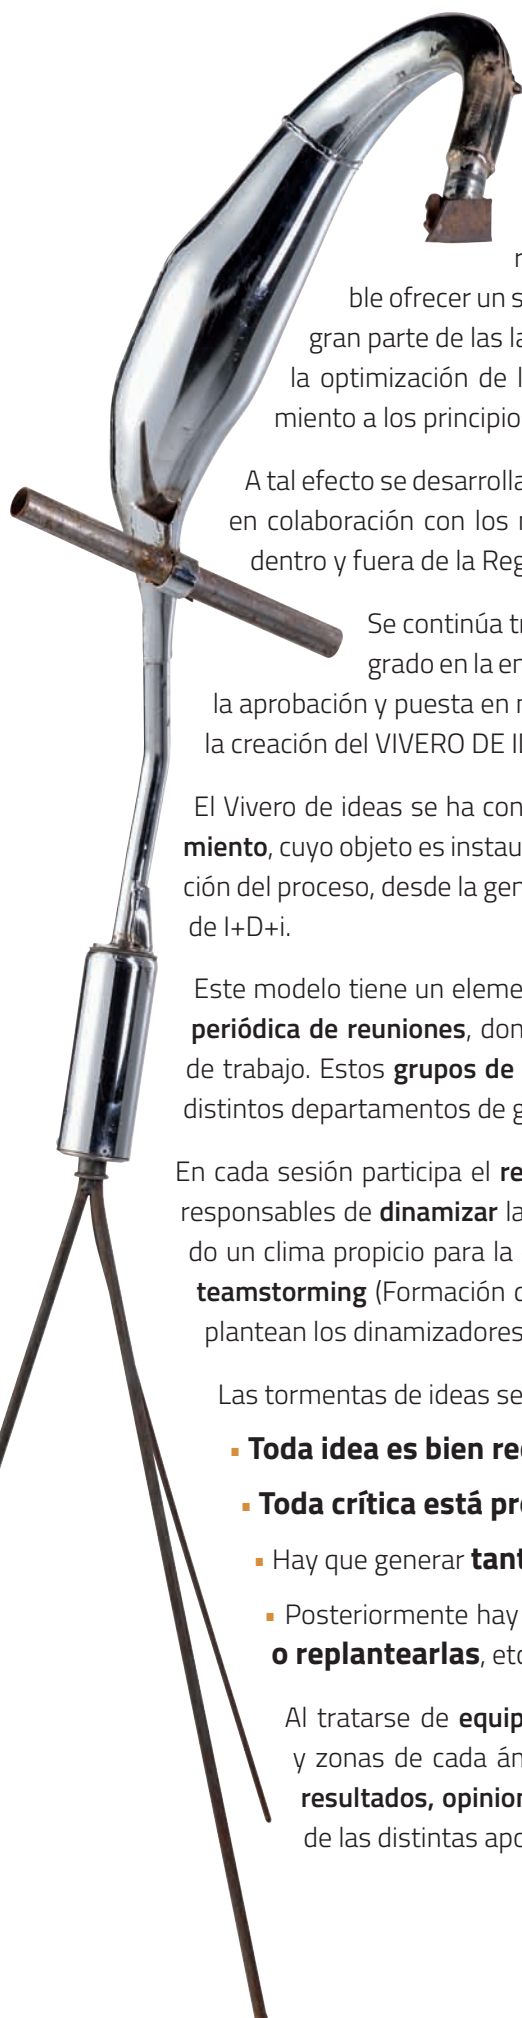 ble ofrecer un s
gran parte de las la
la optimización de l
miento a los principio
A tal efecto se desarrolla
en colaboración con los
dentro y fuera de la Reg
Se continúa tr
grado en la en
la aprobación y puesta en
la creación del VIVERO DE
El Vivero de ideas se ha con
miento, cuyo objeto es instau
ción del proceso, desde la gen
de I+D+i.
Este modelo tiene un eleme
periódica de reuniones, don
de trabajo. Estos grupos de
distintos departamentos de g
En cada sesión participa el re
responsables de dinamizar la
do un clima propicio para la
teamstorming (Formación d
plantean los dinamizadores
Las tormentas de ideas se
▪ Toda idea es bien re
▪ Toda crítica está pr
▪ Hay que generar tant
▪ Posteriormente hay
o replantearlas, etc
Al tratarse de equip
y zonas de cada ám
resultados, opinion
de las distintas apo